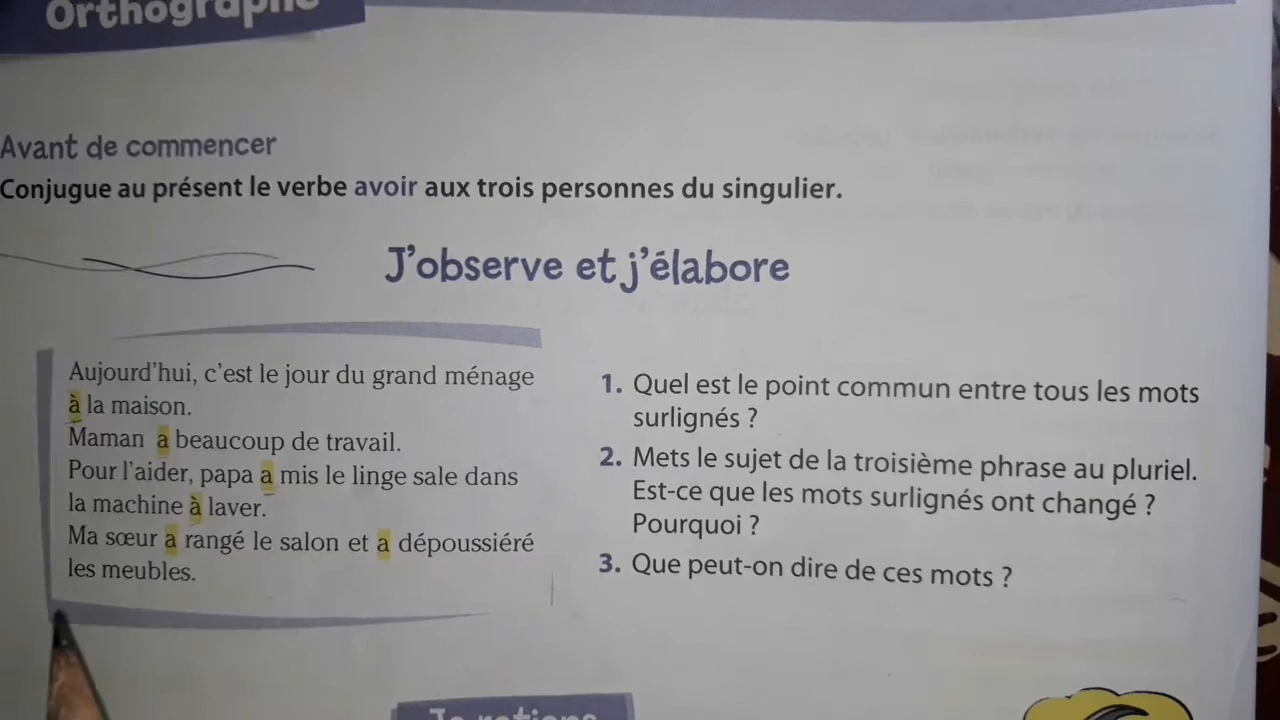 Orthographe
Avant de commencer
Conjugue au présent le verbe avoir aux trois personnes du singulier.
J'observe et j'élabore
Aujourd'hui, c'est le jour du grand ménage
à la maison.
Maman a beaucoup de travail.
Pour l'aider, papa a mis le linge sale dans
la machine à laver.
Ma sœur a rangé le salon et a dépoussiéré
les meubles.
1. Quel est le point commun entre tous les mots
surlignés ?
2. Mets le sujet de la troisième phrase au pluriel.
Est-ce que les mots surlignés ont changé ?
Pourquoi ?
3. Que peut-on dire de ces mots ?
Je retiens